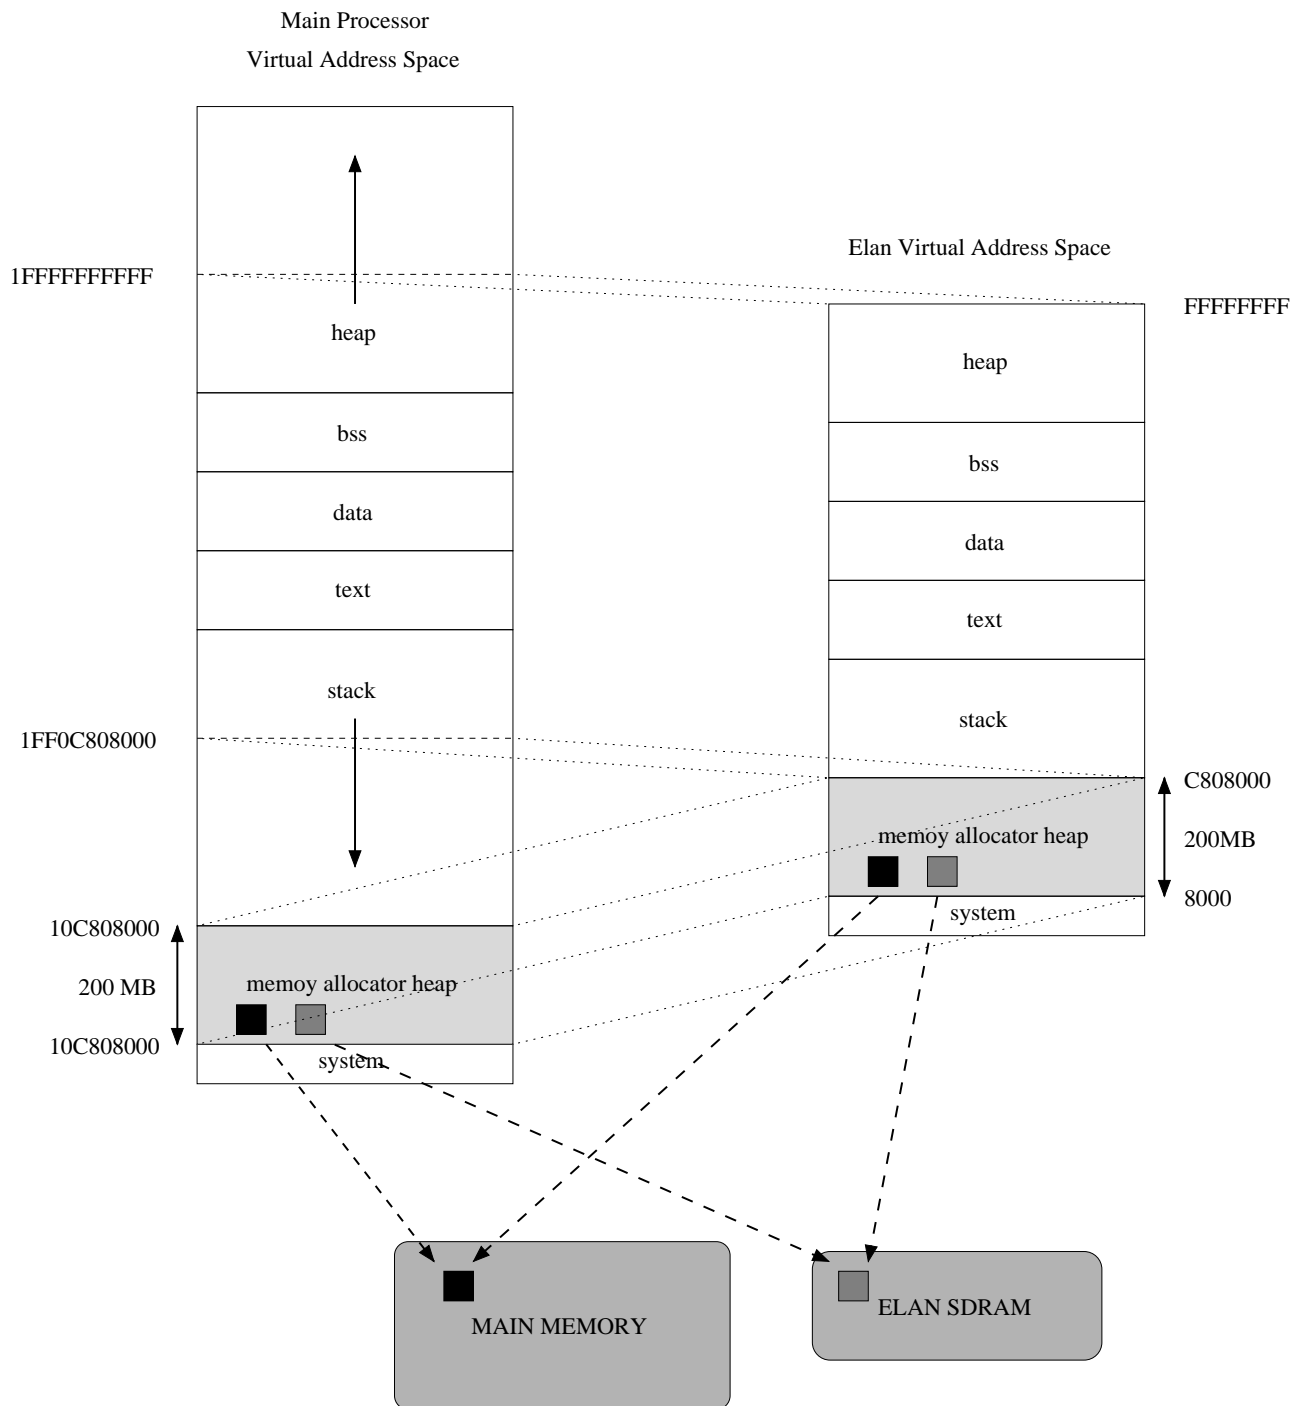 Main Processor
Virtual Address Space
Elan Virtual Address Space
1FFFFFFFFFF
FFFFFFFF
heap
heap
bss
bss
data
data
text
text
stack
stack
1FF0C808000
C808000
memoy allocator heap
200MB
8000
system
10C808000
200 MB
memoy allocator heap
10C808000
system
ELAN SDRAM
MAIN MEMORY